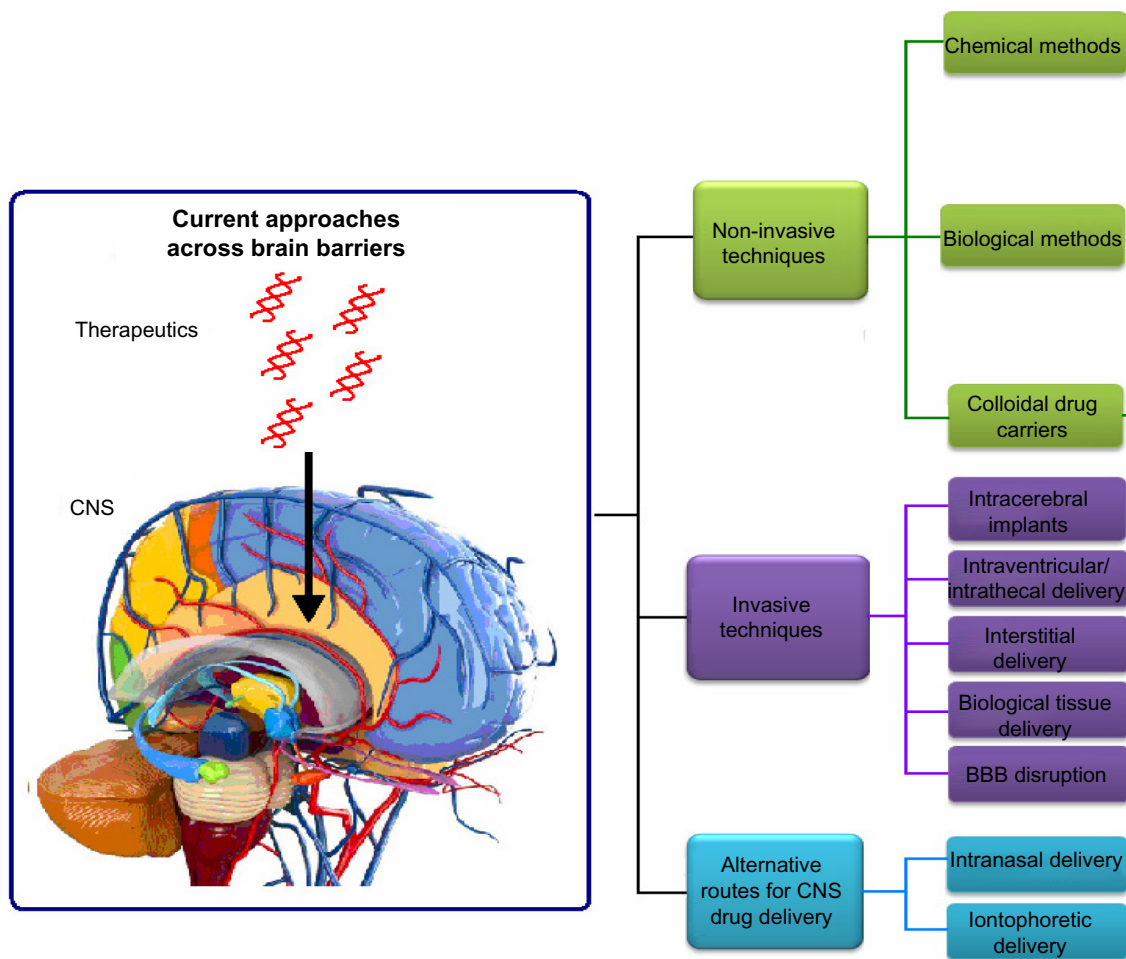 Current approaches
across brain barriers
Therapeutics
CNS
Non-invasive
techniques
Chemical methods
Biological methods
Colloidal drug
carriers
Invasive
techniques
Intracerebral
implants
Intraventricular/
intrathecal delivery
Interstitial
delivery
Biological tissue
delivery
BBB disruption
Alternative
routes for CNS
drug delivery
Intranasal delivery
Iontophoretic
delivery